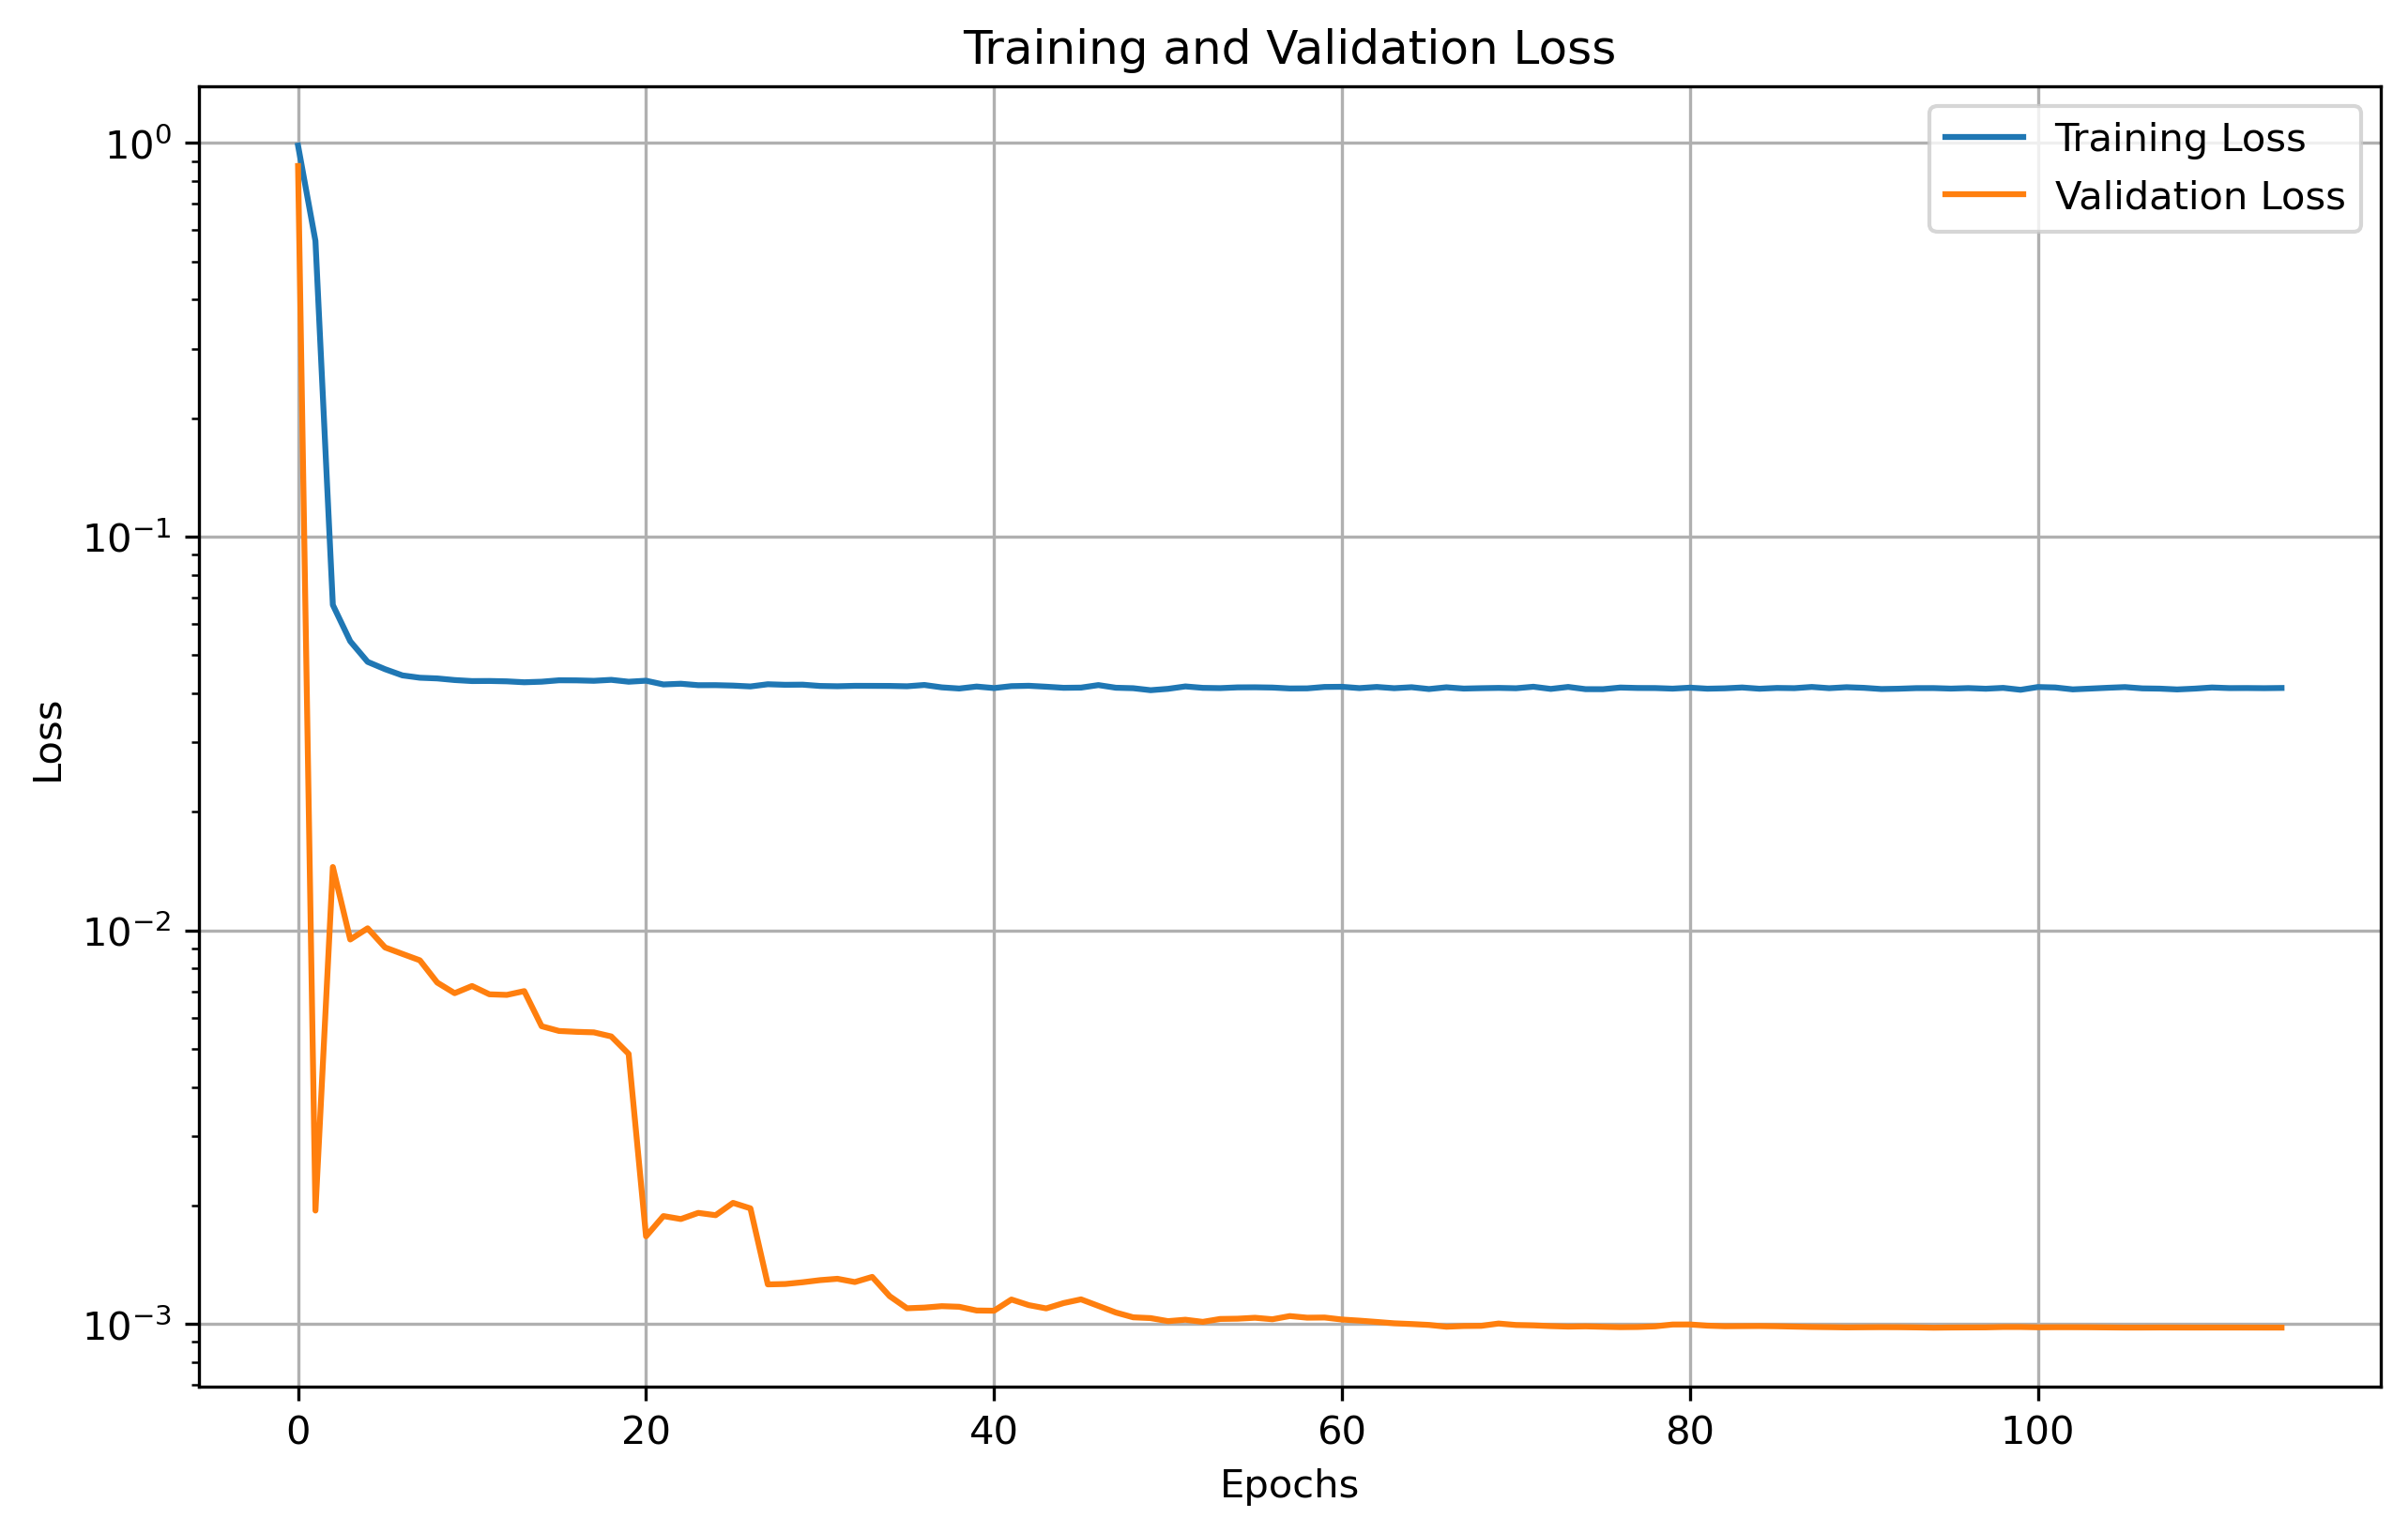 Training and Validation Loss
Training Loss
Validation Loss
10⁰
10⁻¹
10⁻²
10⁻³
Loss
0 20 40 60 80 100
Epochs